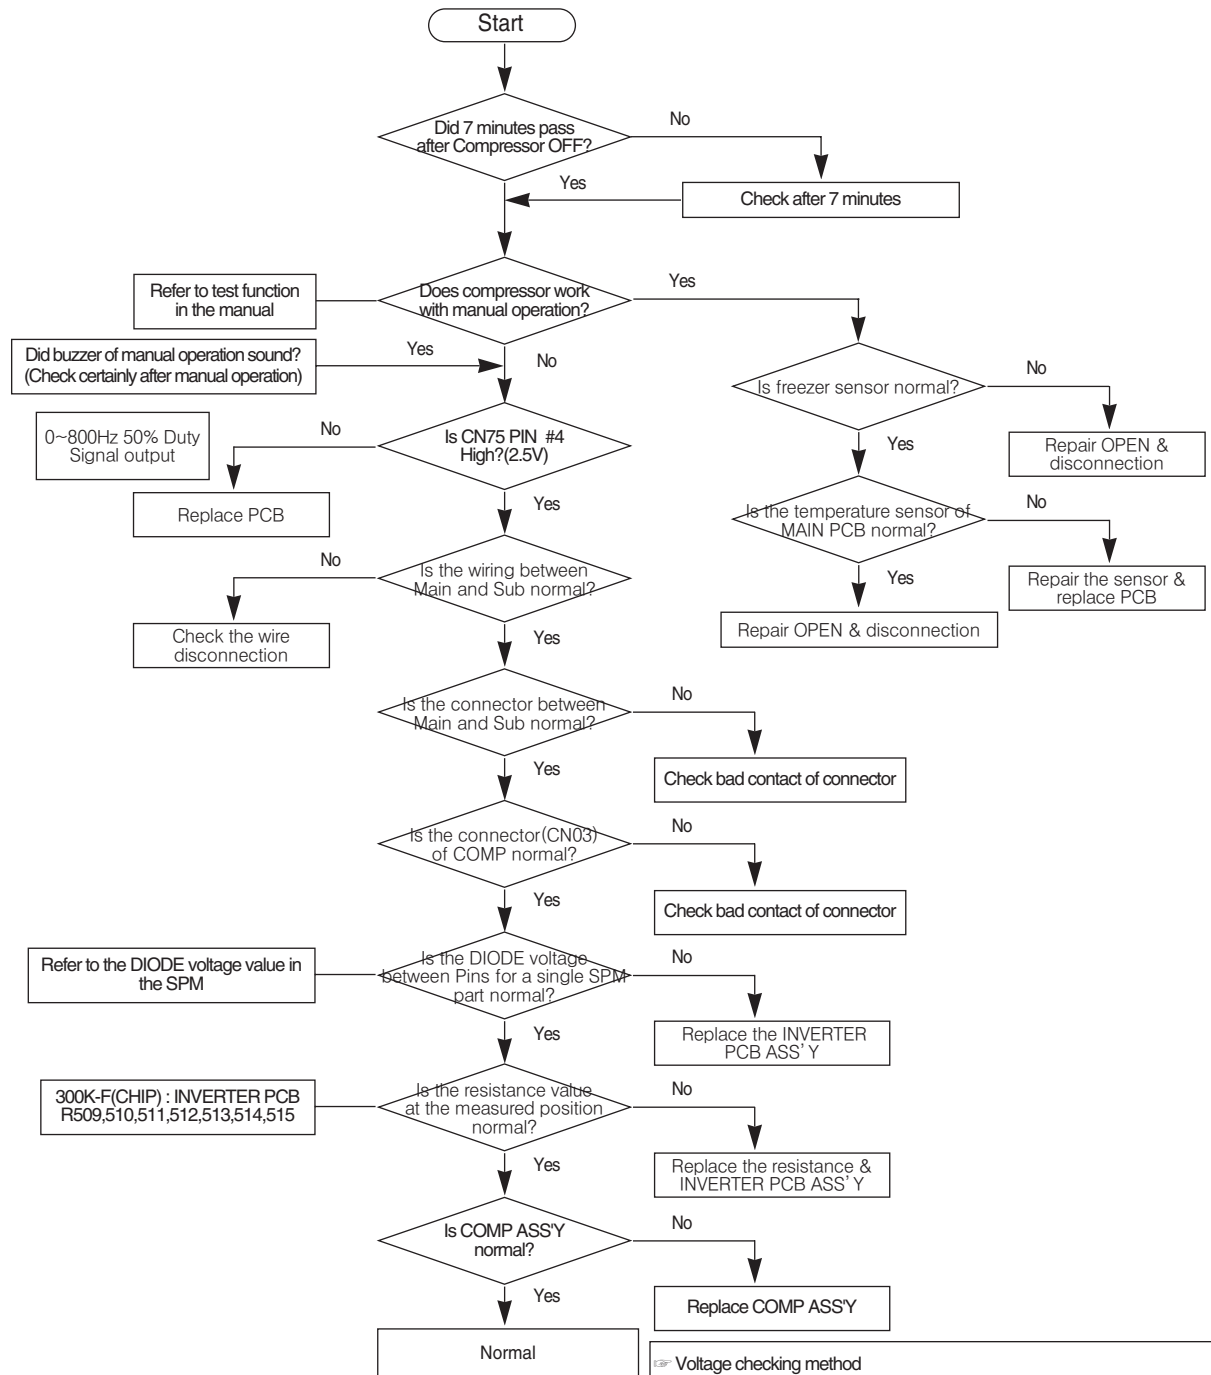 Start
Did 7 minutes pass
after Compressor OFF?
No
Yes
Check after 7 minutes
Refer to test function
in the manual
Does compressor work
with manual operation?
Yes
Did buzzer of manual operation sound?
(Check certainly after manual operation)
Yes
No
Is freezer sensor normal?
No
0~800Hz 50% Duty
Signal output
No
Is CN75 PIN #4
High?(2.5V)
Yes
Repair OPEN &
disconnection
Replace PCB
Yes
Is the temperature sensor of
MAIN PCB normal?
No
No
Is the wiring between
Main and Sub normal?
Yes
Repair the sensor &
replace PCB
Check the wire
disconnection
Yes
Repair OPEN & disconnection
Is the connector between
Main and Sub normal?
No
Yes
Check bad contact of connector
Is the connector(CN03)
of COMP normal?
No
Yes
Check bad contact of connector
Refer to the DIODE voltage value in
the SPM
Is the DIODE voltage
between Pins for a single SPM
part normal?
No
Yes
Replace the INVERTER
PCB ASS'Y
300K-F(CHIP) : INVERTER PCB
R509,510,511,512,513,514,515
Is the resistance value
at the measured position
normal?
No
Yes
Replace the resistance &
INVERTER PCB ASS'Y
Is COMP ASS'Y
normal?
No
Yes
Replace COMP ASS'Y
Normal
☞ Voltage checking method